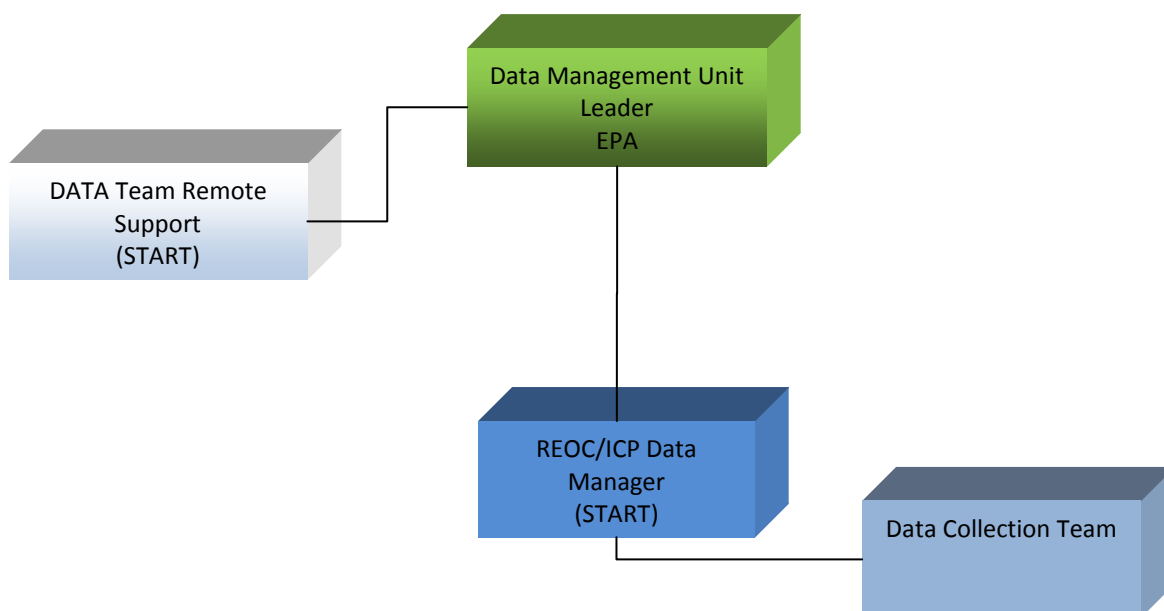 Data Management Unit
Leader
EPA
DATA Team Remote
Support
(START)
REOC/ICP Data
Manager
(START)
Data Collection Team